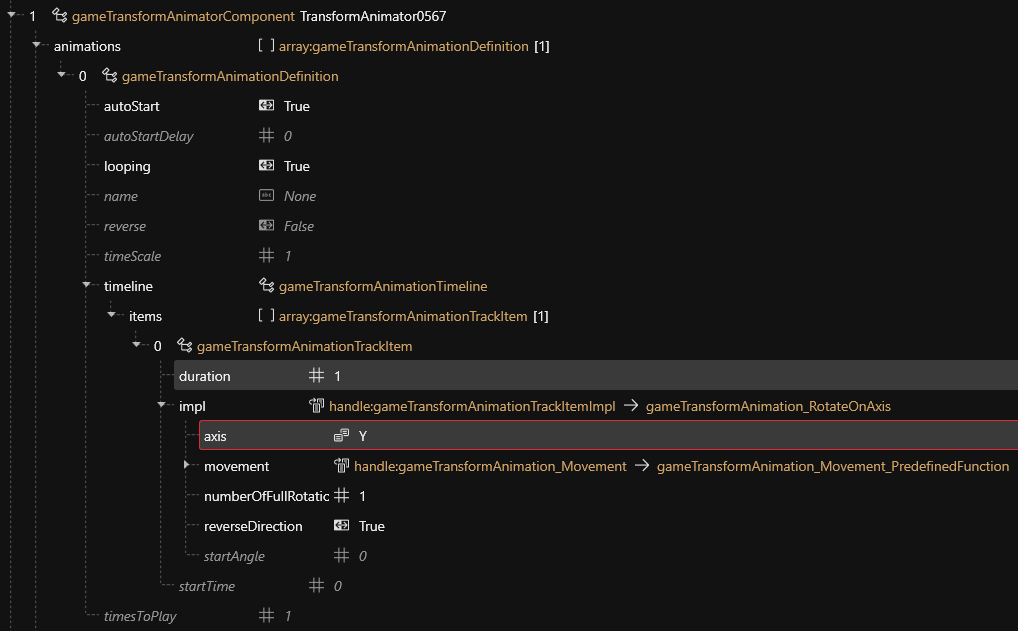 1 gameTransformAnimatorComponent TransformAnimator0567
animations [ ] array:gameTransformAnimationDefinition [1]
0 gameTransformAnimationDefinition
autoStart True
autoStartDelay 0
looping True
name abc None
reverse False
timeScale 1
timeline gameTransformAnimationTimeline
items [ ] array:gameTransformAnimationTrackItem [1]
0 gameTransformAnimationTrackItem
duration 1
impl handle:gameTransformAnimationTrackItemImpl → gameTransformAnimation_RotateOnAxis
axis Y
movement handle:gameTransformAnimation_Movement → gameTransformAnimation_Movement_PredefinedFunction
numberOfFullRotatic 1
reverseDirection True
startAngle 0
startTime 0
timesToPlay 1